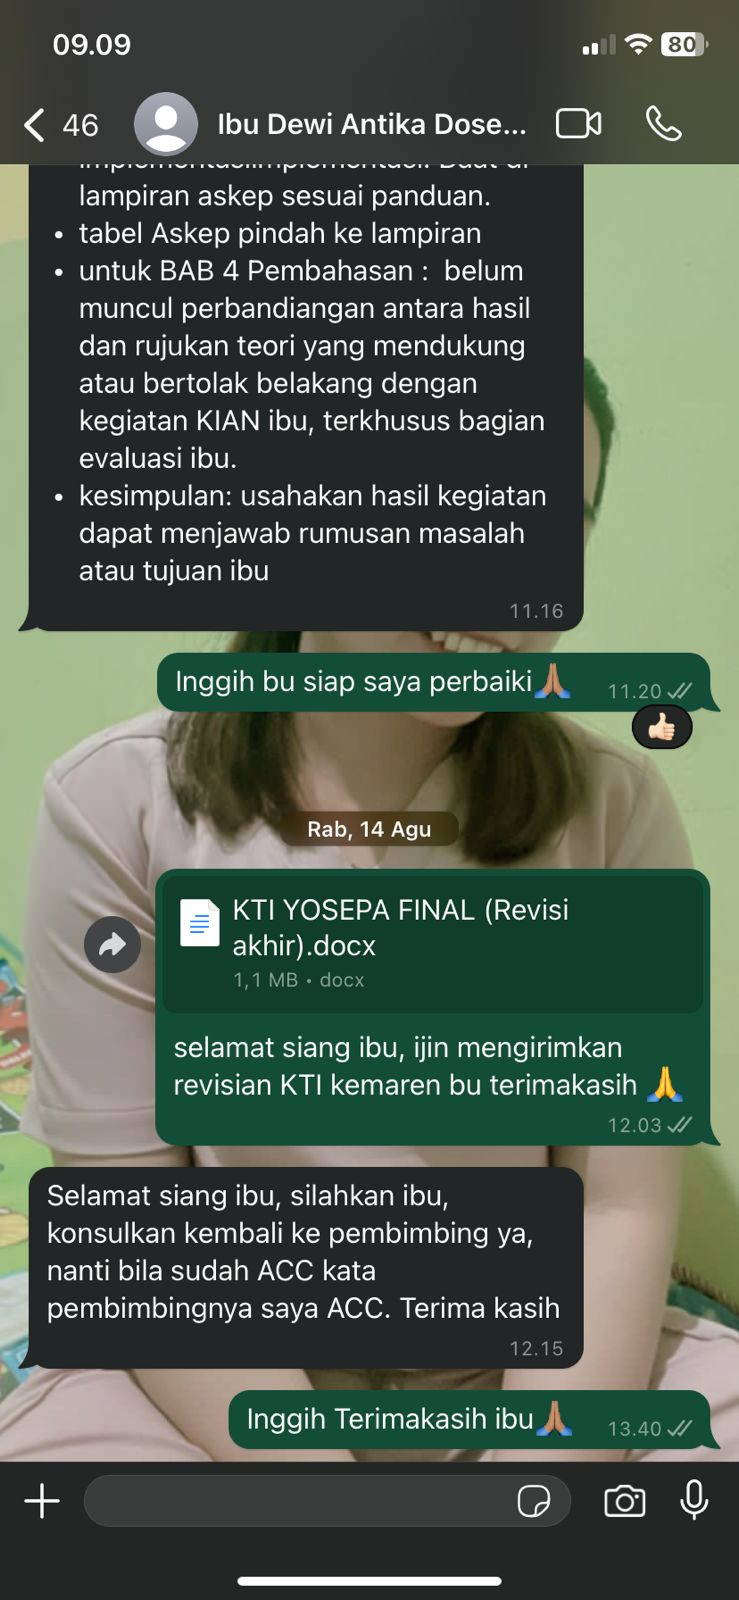 09.09
80
46
Ibu Dewi Antika Dose...
lampiran askep sesuai panduan.
• tabel Askep pindah ke lampiran
• untuk BAB 4 Pembahasan :  belum
muncul perbandiangan antara hasil
dan rujukan teori yang mendukung
atau bertolak belakang dengan
kegiatan KIAN ibu, terkhusus bagian
evaluasi ibu.
• kesimpulan: usahakan hasil kegiatan
dapat menjawab rumusan masalah
atau tujuan ibu
11.16
Inggih bu siap saya perbaiki🙏🏽
11.20
👍🏻
Rab, 14 Agu
KTI YOSEPA FINAL (Revisi
akhir).docx
1,1 MB • docx
selamat siang ibu, ijin mengirimkan
revisian KTI kemaren bu terimakasih 🙏
12.03
Selamat siang ibu, silahkan ibu,
konsulkan kembali ke pembimbing ya,
nanti bila sudah ACC kata
pembimbingnya saya ACC. Terima kasih
12.15
Inggih Terimakasih ibu🙏🏽
13.40